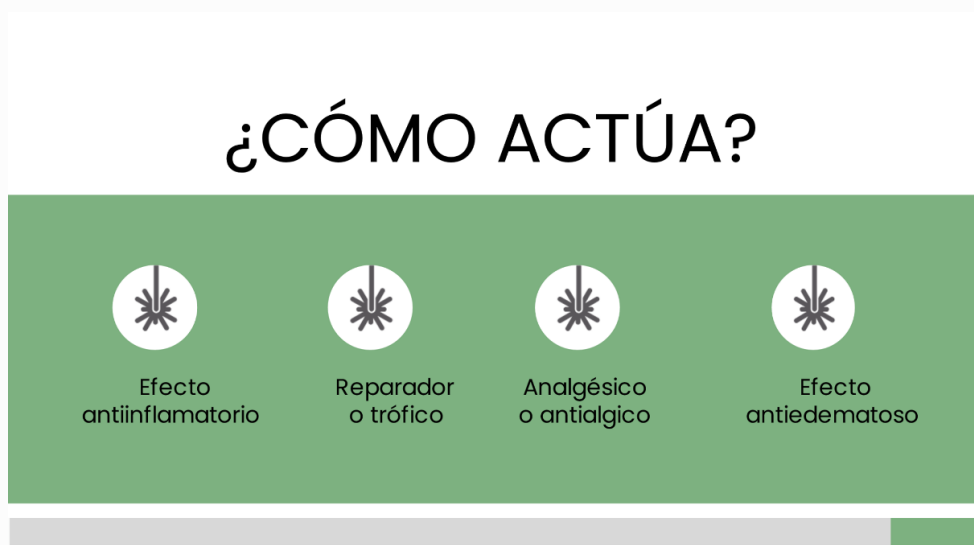 ¿CÓMO ACTÚA?
Efecto
antiinflamatorio
Reparador
o trófico
Analgésico
o antialgico
Efecto
antiedematoso